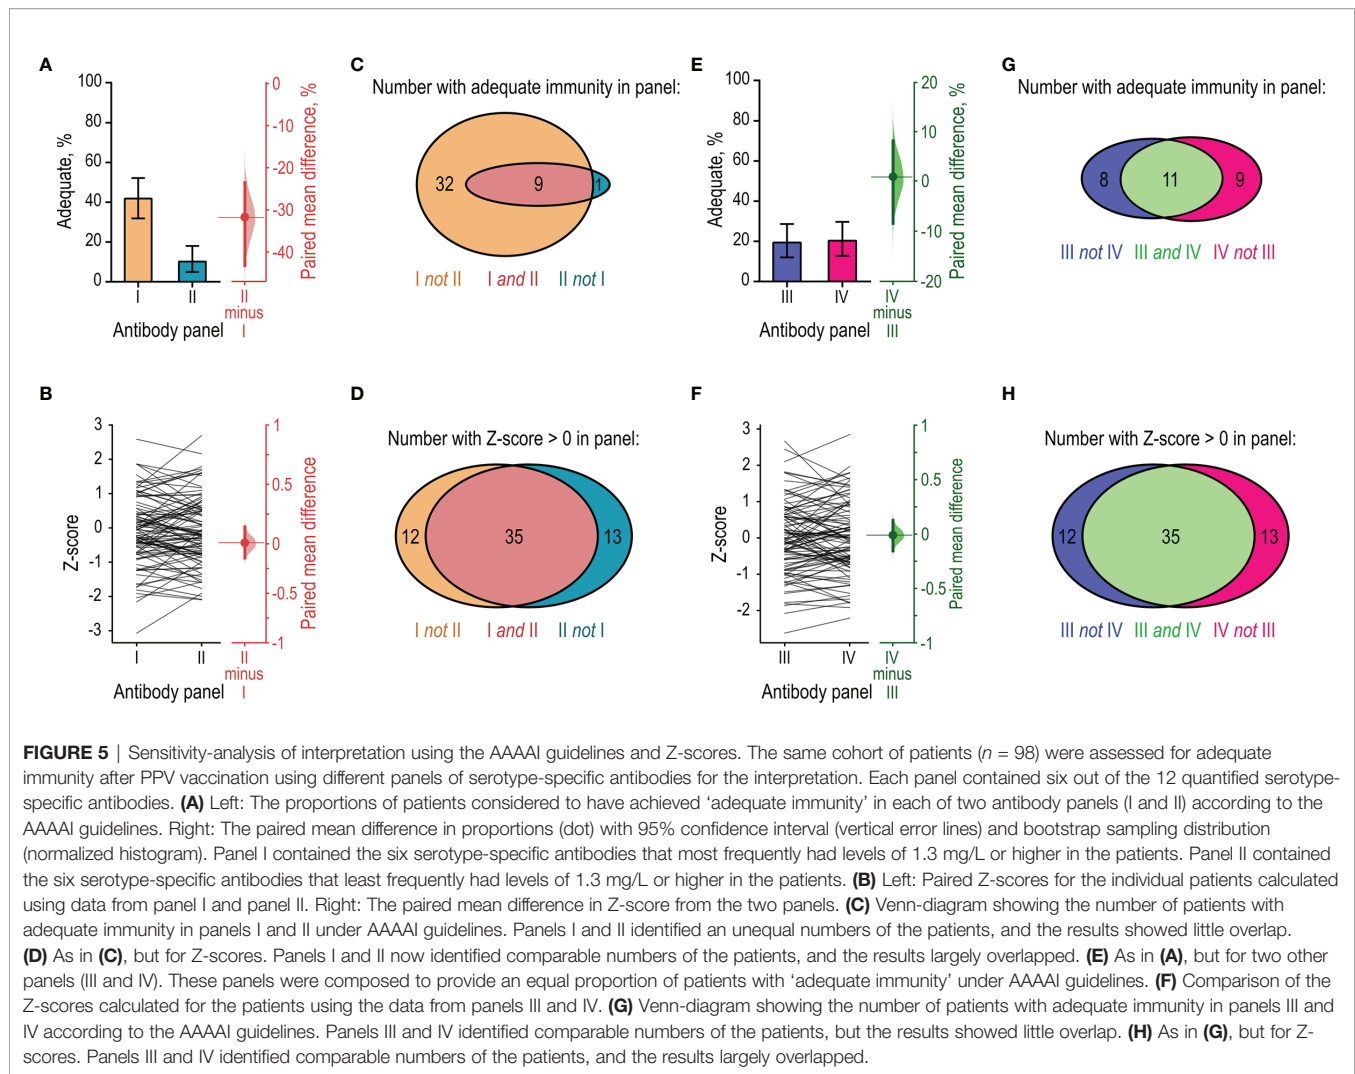 A
Adequate, %
100
80
60
40
20
0
I
II
Antibody panel
0
-10
-20
-30
-40
Paired mean difference, %
II
minus
I
C
Number with adequate immunity in panel:
32
9
1
I not II
I and II
II not I
E
Adequate, %
100
80
60
40
20
0
III
IV
Antibody panel
20
10
0
-10
-20
Paired mean difference, %
IV
minus
III
G
Number with adequate immunity in panel:
8
11
9
III not IV
III and IV
IV not III
B
Z-score
3
2
1
0
-1
-2
-3
I
II
Antibody panel
1
0.5
0
-0.5
-1
Paired mean difference
II
minus
I
D
Number with Z-score > 0 in panel:
12
35
13
I not II
I and II
II not I
F
Z-score
3
2
1
0
-1
-2
III
IV
Antibody panel
1
0.5
0
-0.5
-1
Paired mean difference
IV
minus
III
H
Number with Z-score > 0 in panel:
12
35
13
III not IV
III and IV
IV not III
FIGURE 5 | Sensitivity-analysis of interpretation using the AAAAI guidelines and Z-scores. The same cohort of patients (n = 98) were assessed for adequate
immunity after PPV vaccination using different panels of serotype-specific antibodies for the interpretation. Each panel contained six out of the 12 quantified serotype-
specific antibodies. (A) Left: The proportions of patients considered to have achieved ‘adequate immunity’ in each of two antibody panels (I and II) according to the
AAAAI guidelines. Right: The paired mean difference in proportions (dot) with 95% confidence interval (vertical error lines) and bootstrap sampling distribution
(normalized histogram). Panel I contained the six serotype-specific antibodies that most frequently had levels of 1.3 mg/L or higher in the patients. Panel II contained
the six serotype-specific antibodies that least frequently had levels of 1.3 mg/L or higher in the patients. (B) Left: Paired Z-scores for the individual patients calculated
using data from panel I and panel II. Right: The paired mean difference in Z-score from the two panels. (C) Venn-diagram showing the number of patients with
adequate immunity in panels I and II under AAAAI guidelines. Panels I and II identified an unequal numbers of the patients, and the results showed little overlap.
(D) As in (C), but for Z-scores. Panels I and II now identified comparable numbers of the patients, and the results largely overlapped. (E) As in (A), but for two other
panels (III and IV). These panels were composed to provide an equal proportion of patients with ‘adequate immunity’ under AAAAI guidelines. (F) Comparison of the
Z-scores calculated for the patients using the data from panels III and IV. (G) Venn-diagram showing the number of patients with adequate immunity in panels III and
IV according to the AAAAI guidelines. Panels III and IV identified comparable numbers of the patients, but the results showed little overlap. (H) As in (G), but for Z-
scores. Panels III and IV identified comparable numbers of the patients, and the results largely overlapped.